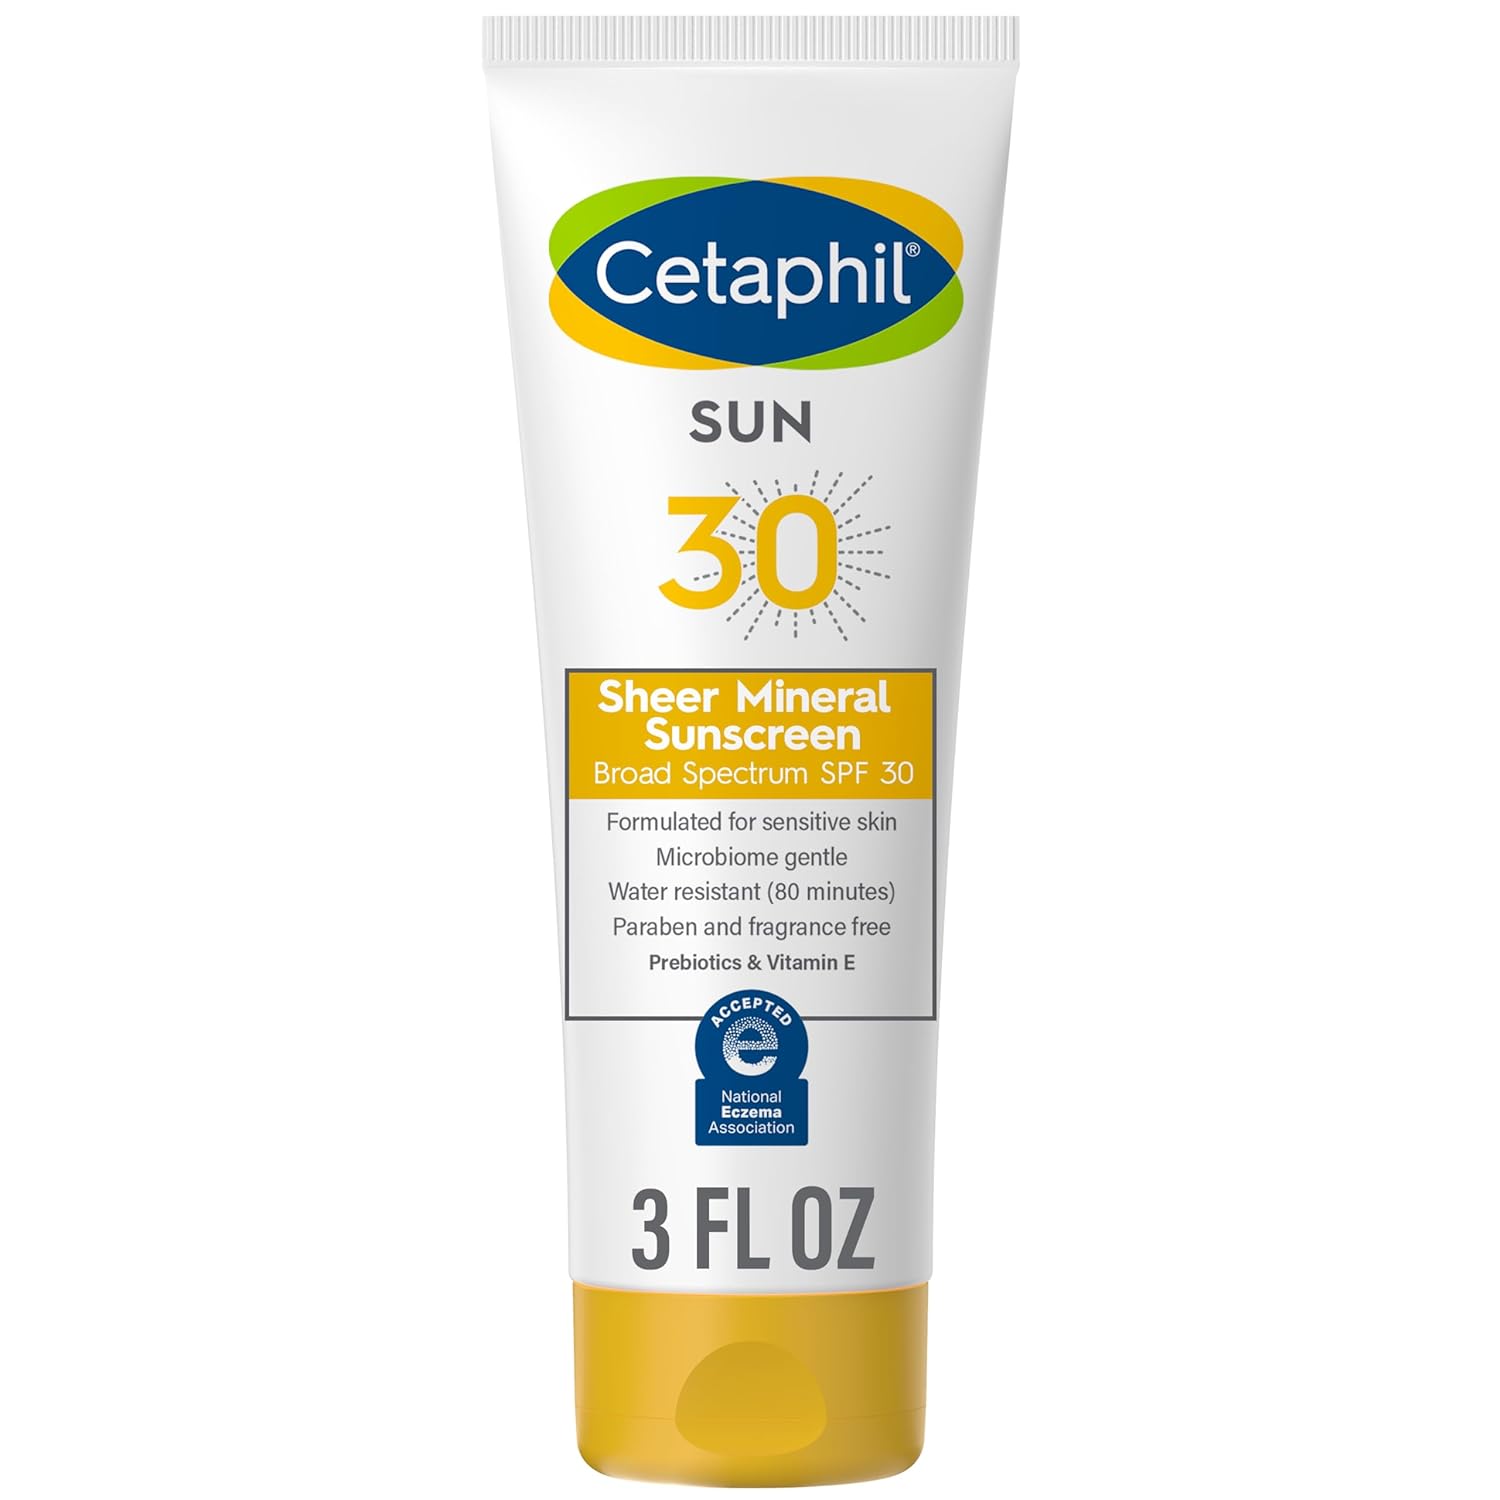 Cetaphil®
SUN
30
Sheer Mineral
Sunscreen
Broad Spectrum SPF 30
Formulated for sensitive skin
Microbiome gentle
Water resistant (80 minutes)
Paraben and fragrance free
Prebiotics & Vitamin E
ACCEPTED
e
National
Eczema
Association
3 FL OZ